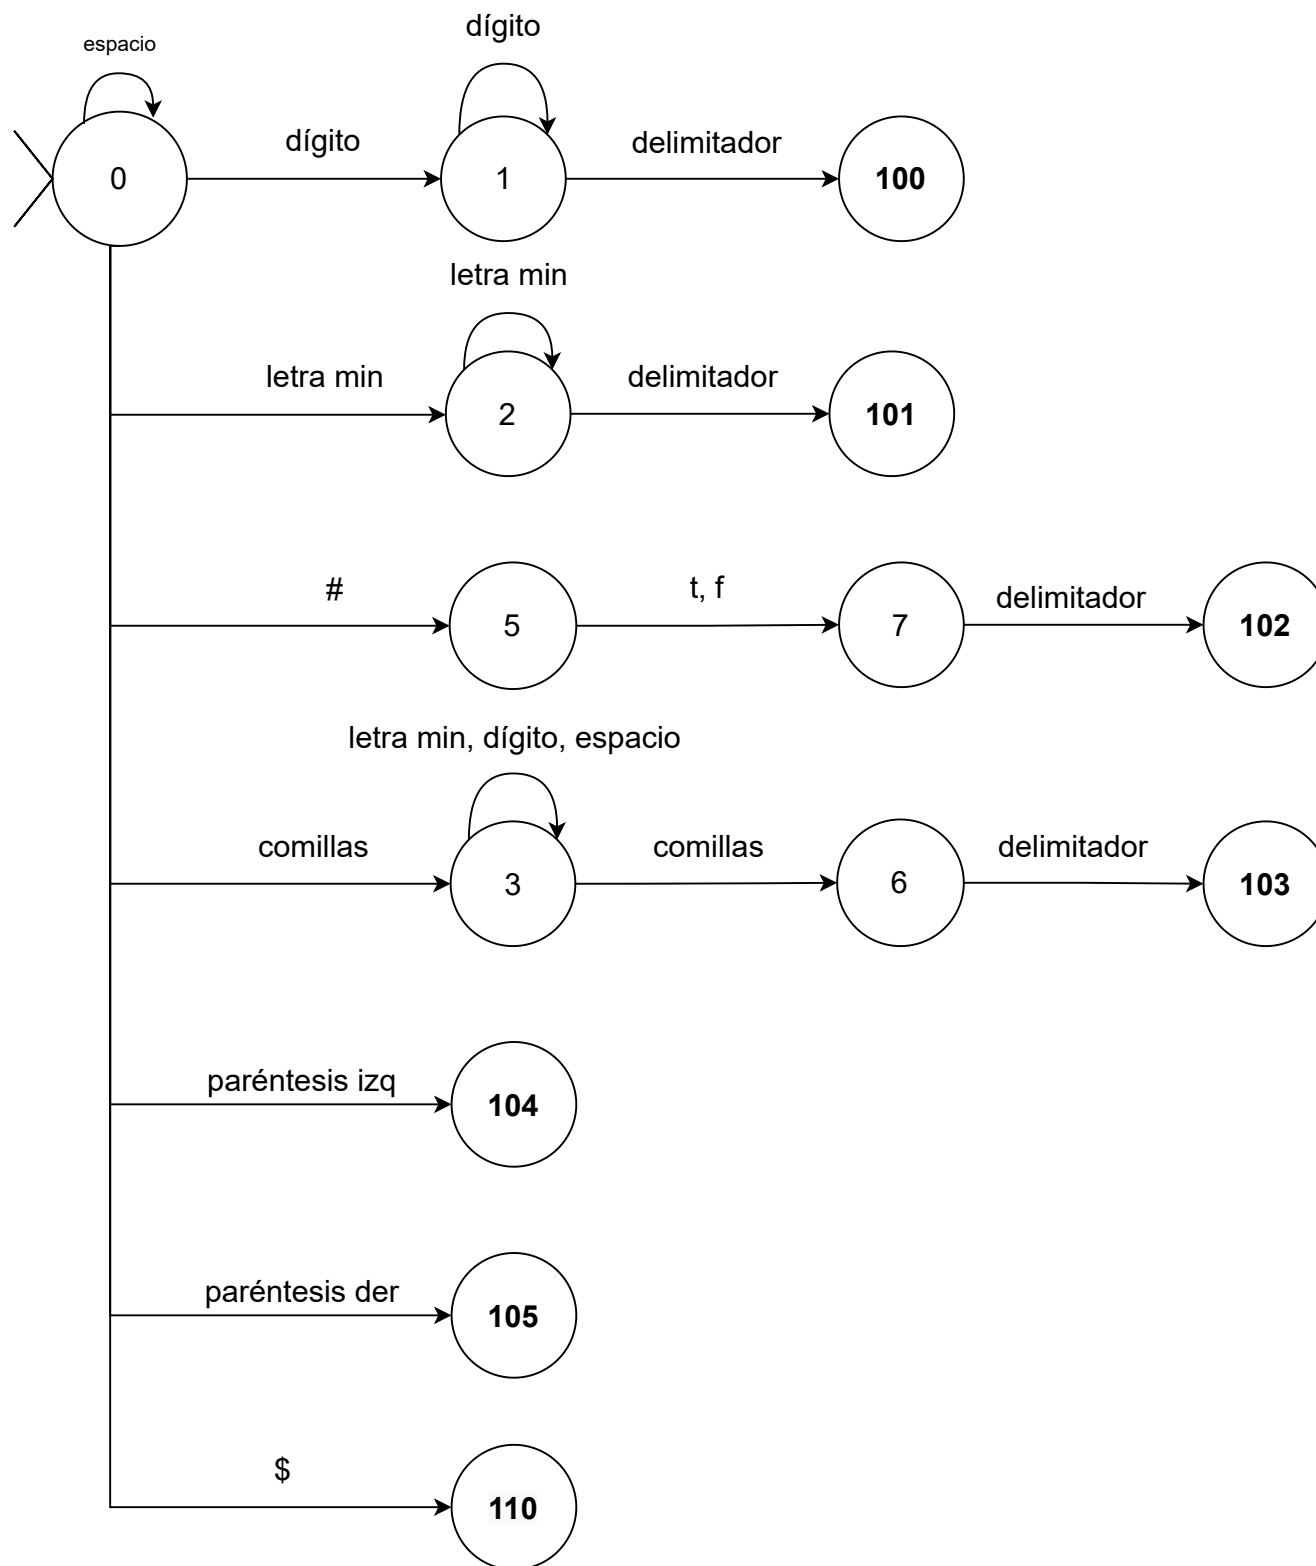 dígito
espacio
dígito
delimitador
0
1
100
letra min
letra min
delimitador
2
101
#
t, f
delimitador
5
7
102
letra min, dígito, espacio
comillas
comillas
delimitador
3
6
103
paréntesis izq
104
paréntesis der
105
$
110